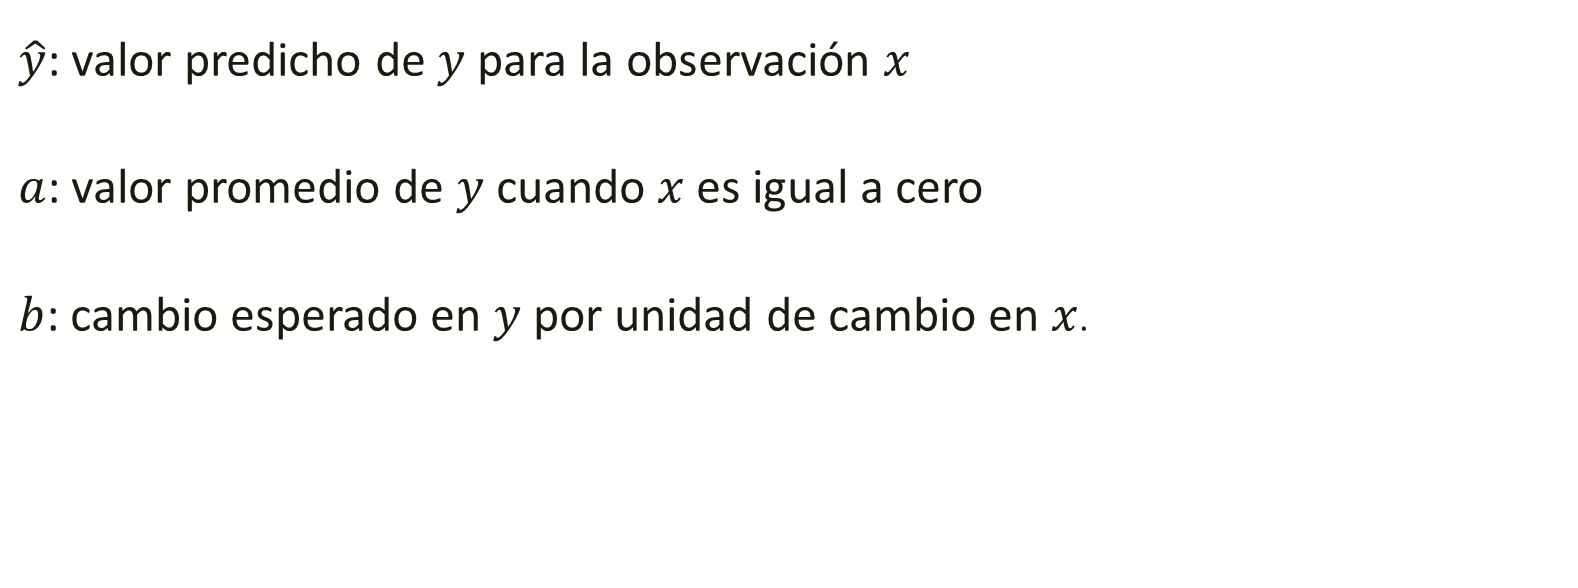 ŷ: valor predicho de y para la observación x
a: valor promedio de y cuando x es igual a cero
b: cambio esperado en y por unidad de cambio en x.